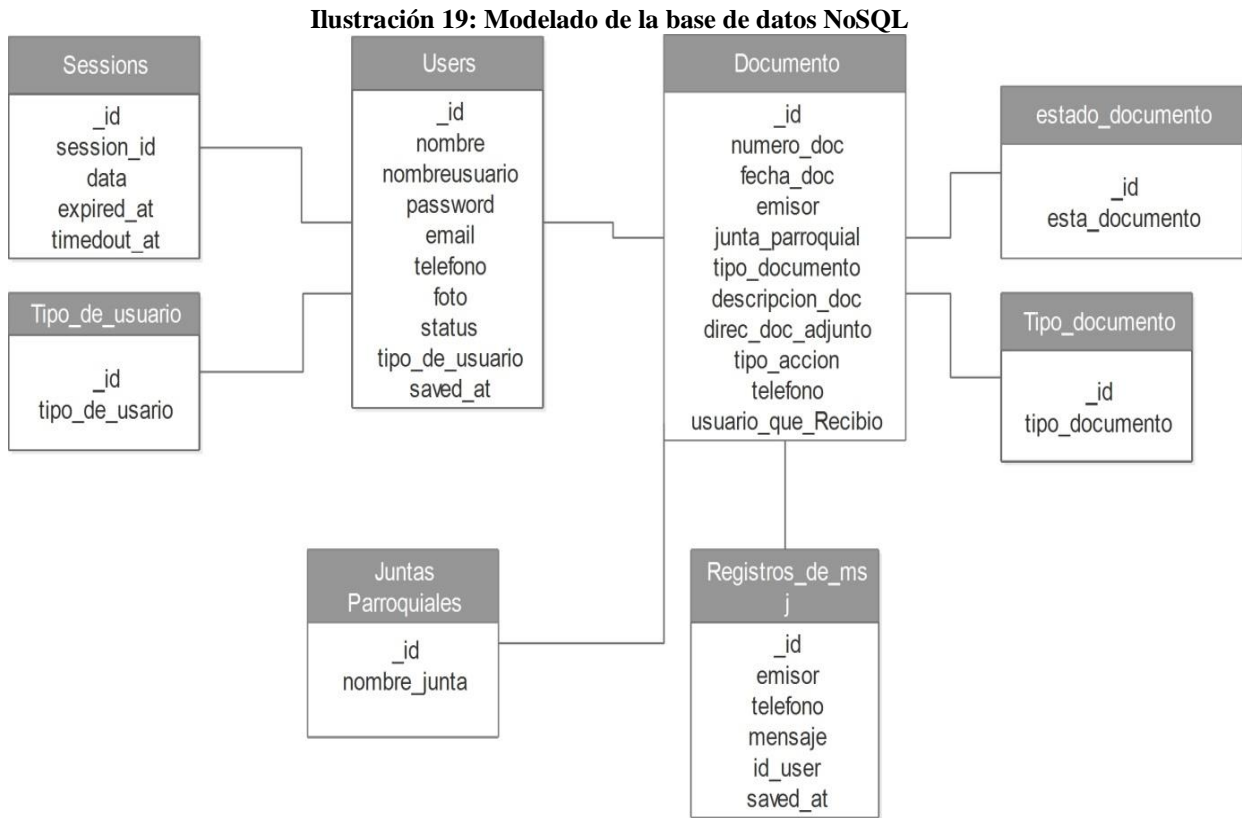 Ilustración 19: Modelado de la base de datos NoSQL
Sessions
_id
session_id
data
expired_at
timedout_at
Users
_id
nombre
nombreusuario
password
email
telefono
foto
status
tipo_de_usuario
saved_at
Documento
_id
numero_doc
fecha_doc
emisor
junta_parroquial
tipo_documento
descripcion_doc
direc_doc_adjunto
tipo_accion
telefono
usuario_que_Recibio
estado_documento
_id
esta_documento
Tipo_de_usuario
_id
tipo_de_usario
Tipo_documento
_id
tipo_documento
Juntas
Parroquiales
_id
nombre_junta
Registros_de_ms
j
_id
emisor
telefono
mensaje
id_user
saved_at